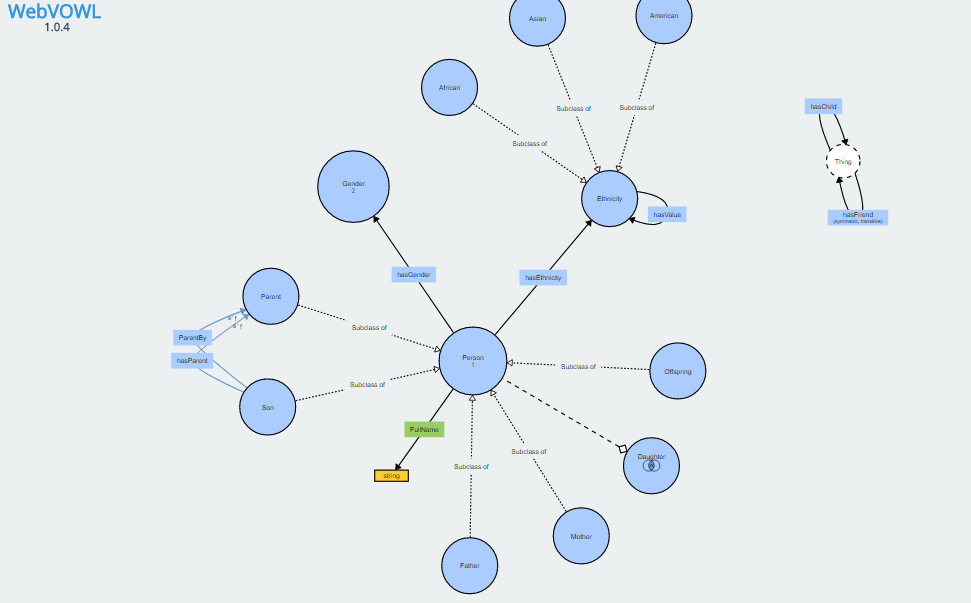 WebVOWL
1.0.4
Asian
American
African
hasChild
Subclass of
Subclass of
Subclass of
Thing
Gender
2
Ethnicity
hasValue
hasFriend
(symmetric, transitive)
hasGender
hasEthnicity
Parent
Subclass of
ParentBy
hasParent
Person
1
Subclass of
Offspring
Subclass of
Son
FullName
Subclass of
Daughter
Subclass of
string
Mother
Father